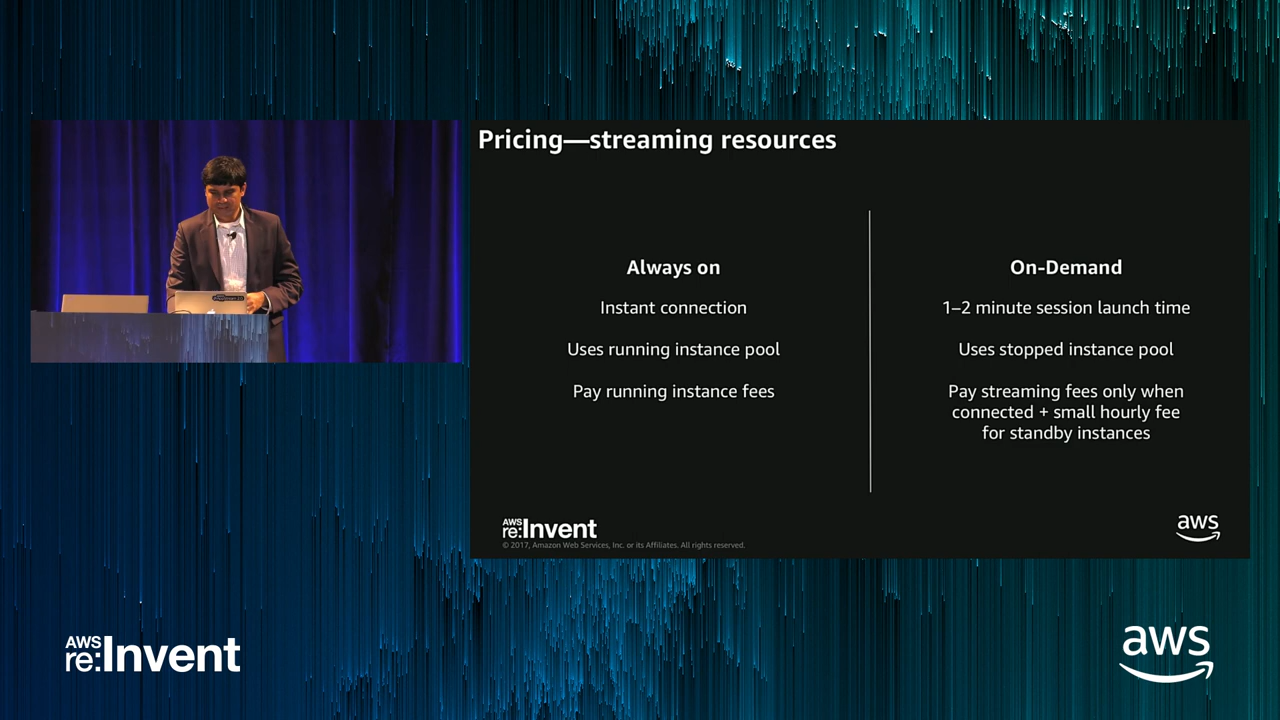 Pricing—streaming resources
Always on
Instant connection
Uses running instance pool
Pay running instance fees
On-Demand
1–2 minute session launch time
Uses stopped instance pool
Pay streaming fees only when
connected + small hourly fee
for standby instances
AWS
re:Invent
© 2017, Amazon Web Services, Inc. or its Affiliates. All rights reserved.
aws
AWS
re:Invent
aws